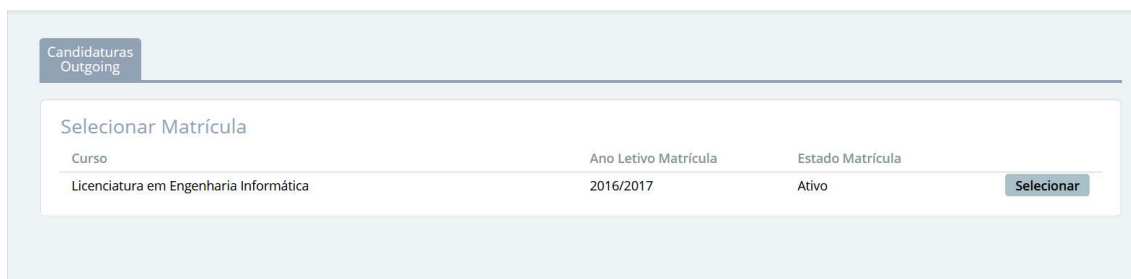 Candidaturas
Outgoing
Selecionar Matrícula
Curso Ano Letivo Matrícula Estado Matrícula
Licenciatura em Engenharia Informática 2016/2017 Ativo Selecionar